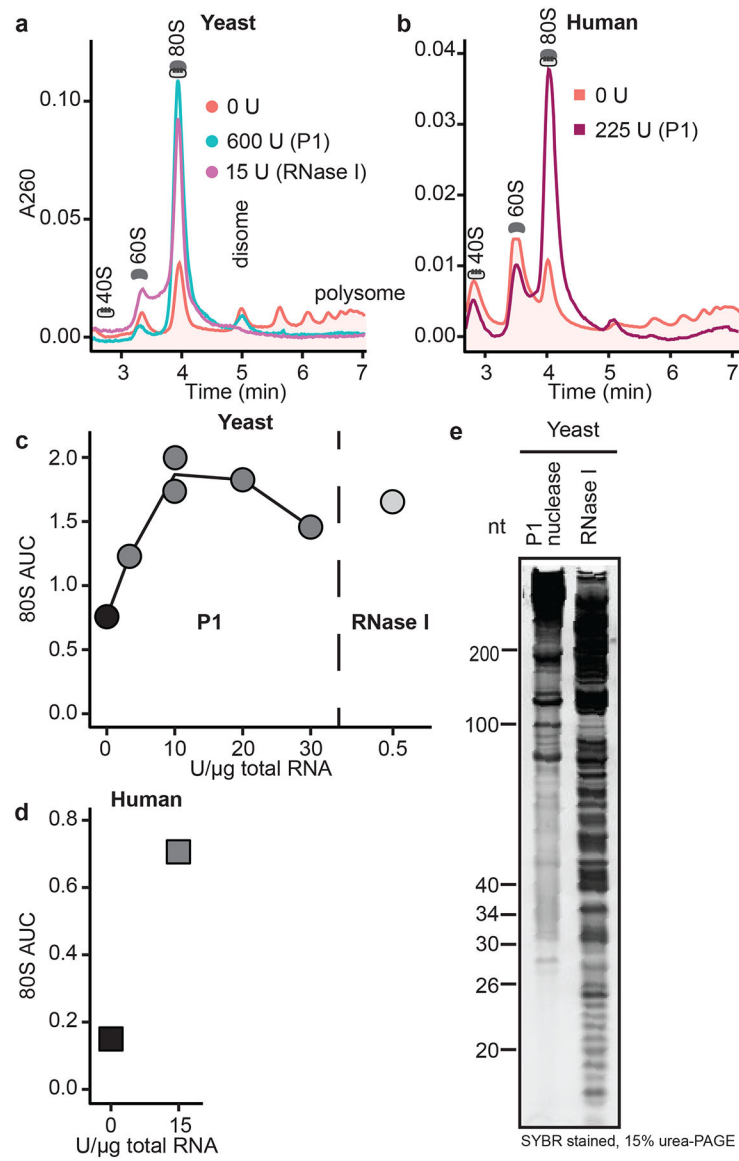 a
Yeast
80S
0 U
600 U (P1)
15 U (RNase I)
60S
40S
disome
polysome
A260
0.10
0.05
0.00
3
4
5
6
7
Time (min)
b
Human
80S
0 U
225 U (P1)
60S
40S
0.04
0.03
0.02
0.01
0.00
3
4
5
6
7
Time (min)
c
Yeast
80S AUC
2.0
1.5
1.0
0.5
0.0
P1
RNase I
0
10
20
30
0.5
U/µg total RNA
d
Human
80S AUC
0.8
0.6
0.4
0.2
0.0
0
15
U/µg total RNA
e
Yeast
nt
P1
nuclease
RNase I
200
100
40
34
30
26
20
SYBR stained, 15% urea-PAGE